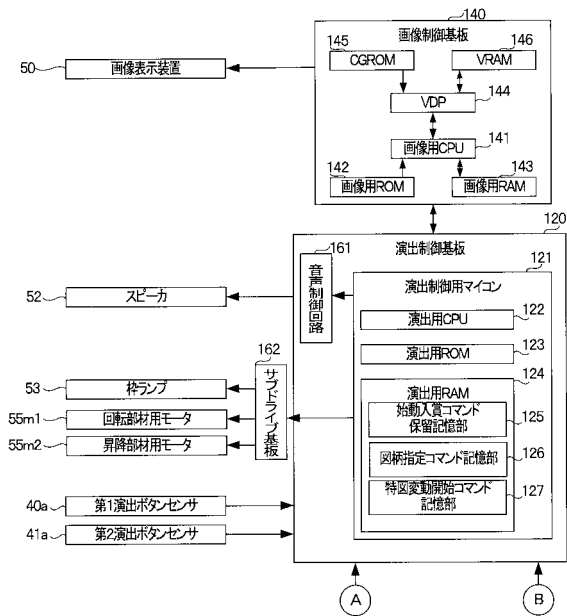 140
画像制御基板
145
146
CGROM
VRAM
50
画像表示装置
VDP
144
141
画像用CPU
142
143
画像用ROM
画像用RAM
120
演出制御基板
161
音声制御回路
121
演出制御用マイコン
52
スピーカ
122
演出用CPU
123
演出用ROM
162
サブドライブ基板
124
演出用RAM
53
枠ランプ
始動入賞コマンド
保留記憶部
125
55m1
回転部材用モータ
55m2
昇降部材用モータ
図柄指定コマンド記憶部
126
特図変動開始コマンド
記憶部
127
40a
第1演出ボタンセンサ
41a
第2演出ボタンセンサ
A
B